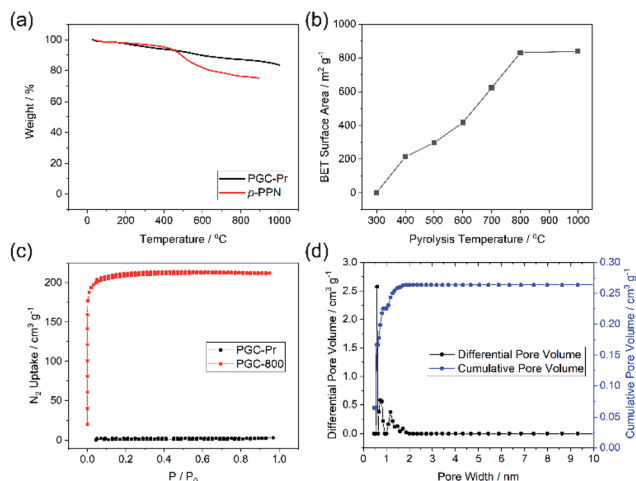 (a)
100
80
60
40
20
0
Weight / %
PGC-Pr
p-PPN
0 200 400 600 800 1000
Temperature / ⁰C
(b)
1000
800
600
400
200
0
BET Surface Area / m² g⁻¹
300 400 500 600 700 800 1000
Pyrolysis Temperature / ⁰C
(c)
200
150
100
50
0
N₂ Uptake / cm³ g⁻¹
PGC-Pr
PGC-800
0.0 0.2 0.4 0.6 0.8 1.0
P / P₀
(d)
3.0
2.5
2.0
1.5
1.0
0.5
0.0
Differential Pore Volume / cm³ g⁻¹
Differential Pore Volume
Cumulative Pore Volume
0.30
0.25
0.20
0.15
0.10
0.05
0.00
Cumulative Pore Volume / cm³ g⁻¹
0 1 2 3 4 5 6 7 8 9 10
Pore Width / nm